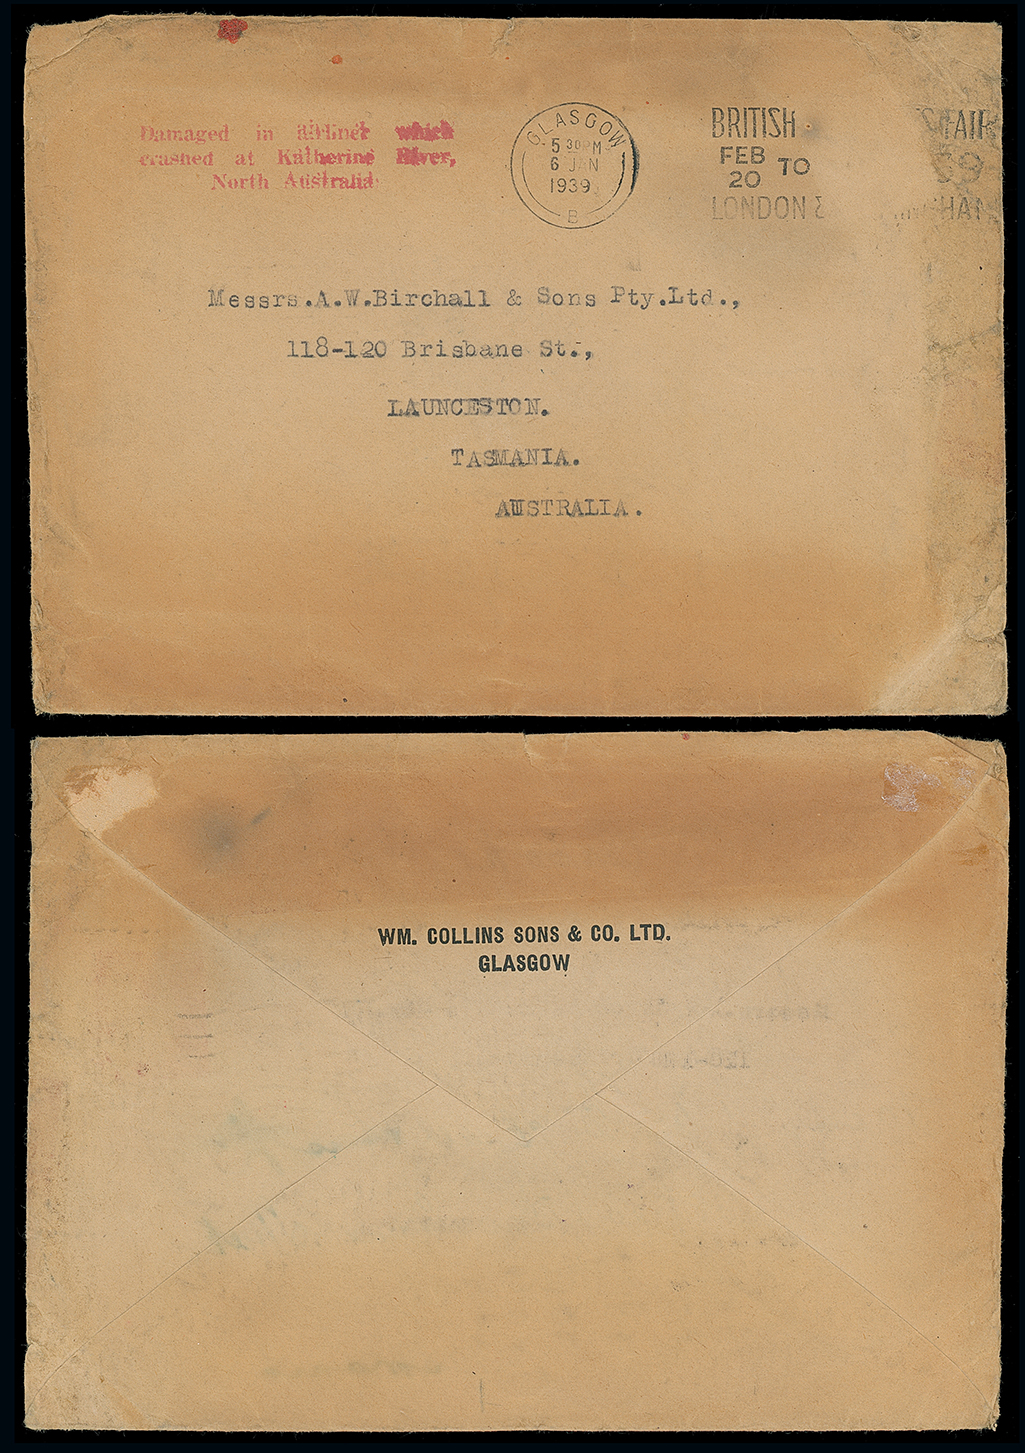 Damaged in airliner which
crashed at Katherine River,
North Australia
GLASGOW
5 30PM
6 JAN
1939
B
BRITISH
FAIR
FEB
20 TO
LONDON &
Messrs.A.W.Birchall & Sons Pty.Ltd.,
118-120 Brisbane St.,
LAUNCESTON.
TASMANIA.
AUSTRALIA.
WM. COLLINS SONS & CO. LTD.
GLASGOW